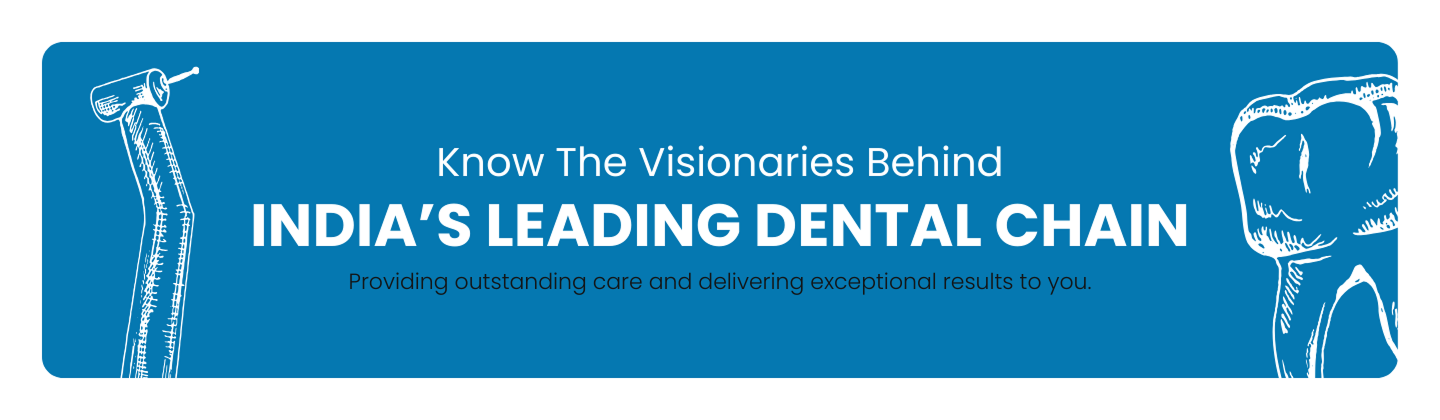 Know The Visionaries Behind
INDIA’S LEADING DENTAL CHAIN
Providing outstanding care and delivering exceptional results to you.